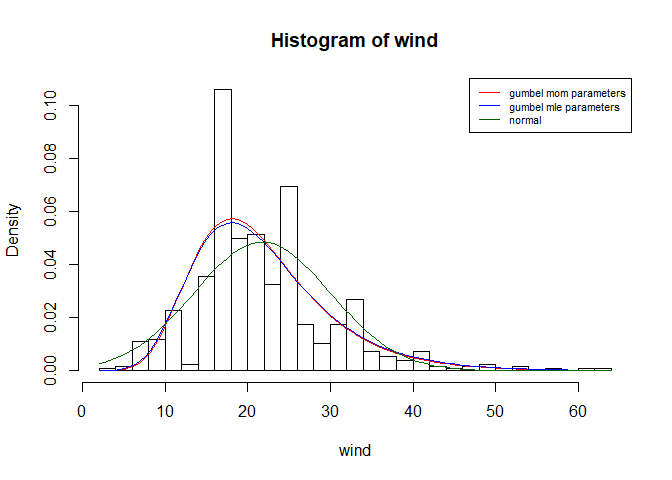 Histogram of wind
gumbel mom parameters
gumbel mle parameters
normal
Density
0.00
0.02
0.04
0.06
0.08
0.10
0
10
20
30
40
50
60
wind